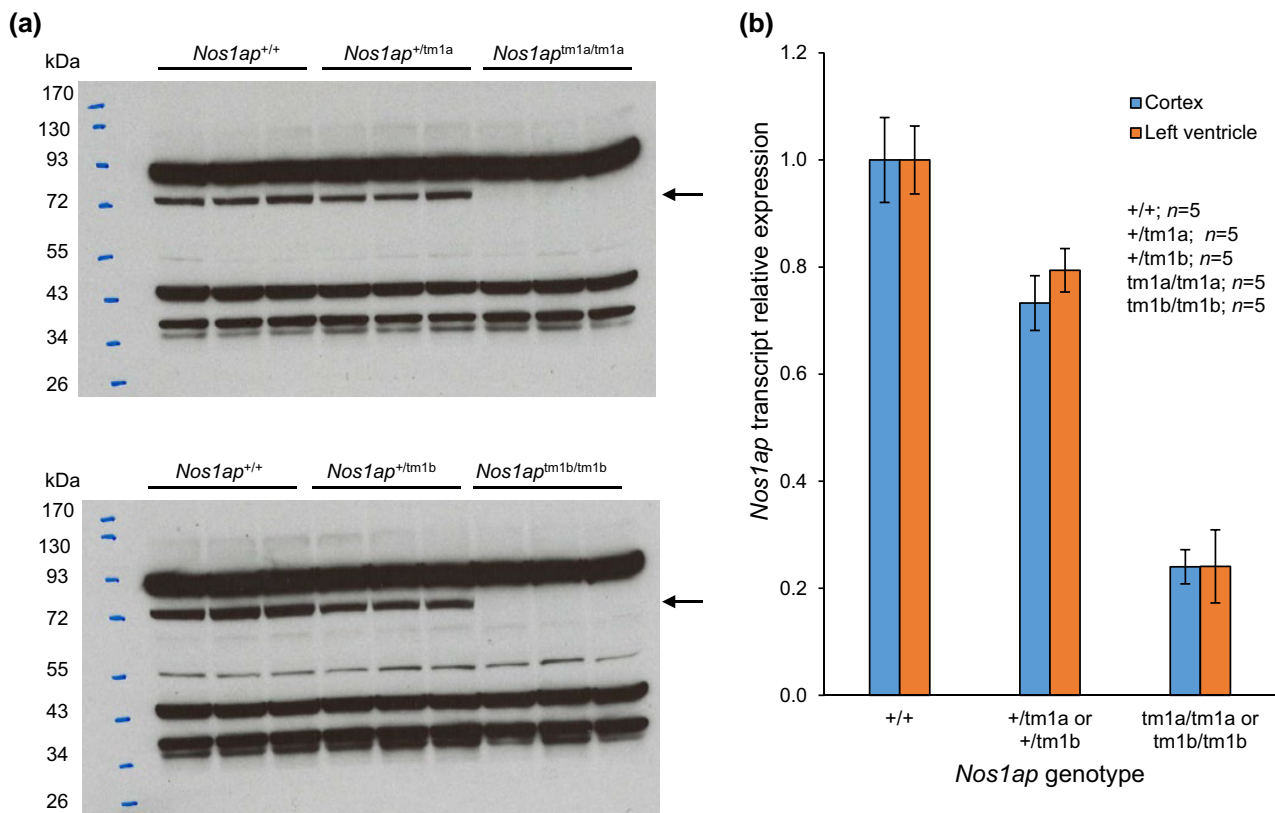 (a)
Nos1ap+/+ Nos1ap+/tm1a Nos1aptm1a/tm1a
kDa
170
130
93
72
55
43
34
26
Nos1ap+/+ Nos1ap+/tm1b Nos1aptm1b/tm1b
kDa
170
130
93
72
55
43
34
26
(b)
Nos1ap transcript relative expression
1.2
1.0
0.8
0.6
0.4
0.2
0.0
Cortex
Left ventricle
+/+; n=5
+/tm1a; n=5
+/tm1b; n=5
tm1a/tm1a; n=5
tm1b/tm1b; n=5
+/+
+/tm1a or
+/tm1b
tm1a/tm1a or
tm1b/tm1b
Nos1ap genotype